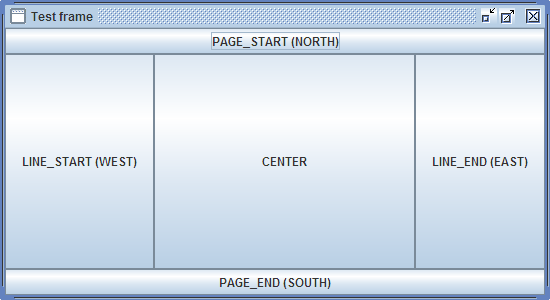 Test frame
PAGE_START (NORTH)
LINE_START (WEST)
CENTER
LINE_END (EAST)
PAGE_END (SOUTH)